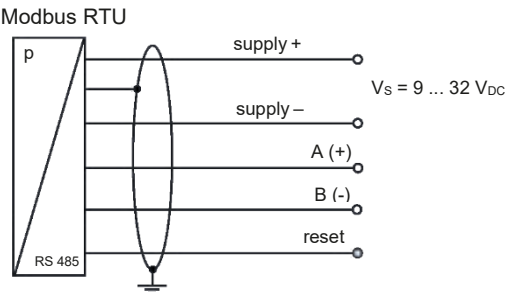 Modbus RTU
p
supply +
VS = 9 ... 32 VDC
supply –
A (+)
B (-)
reset
RS 485